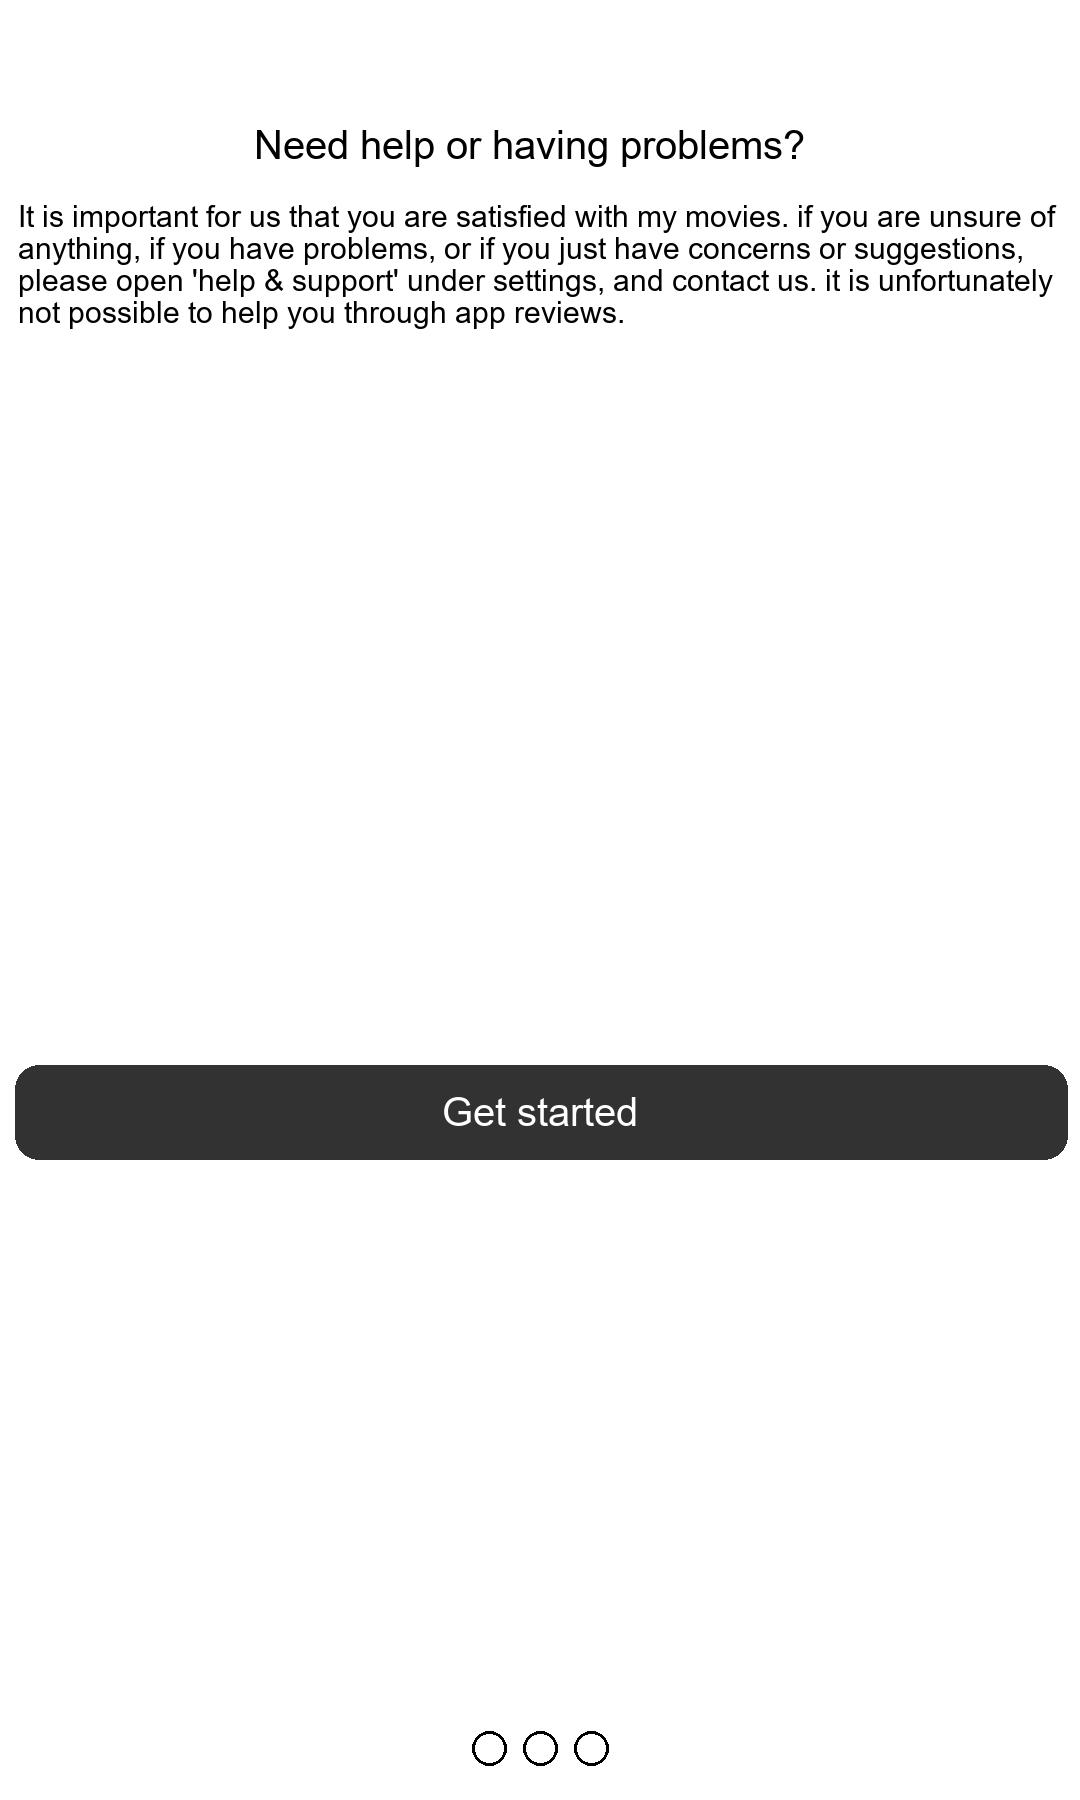 Need help or having problems?
It is important for us that you are satisfied with my movies. if you are unsure of
anything, if you have problems, or if you just have concerns or suggestions,
please open 'help & support' under settings, and contact us. it is unfortunately
not possible to help you through app reviews.
Get started